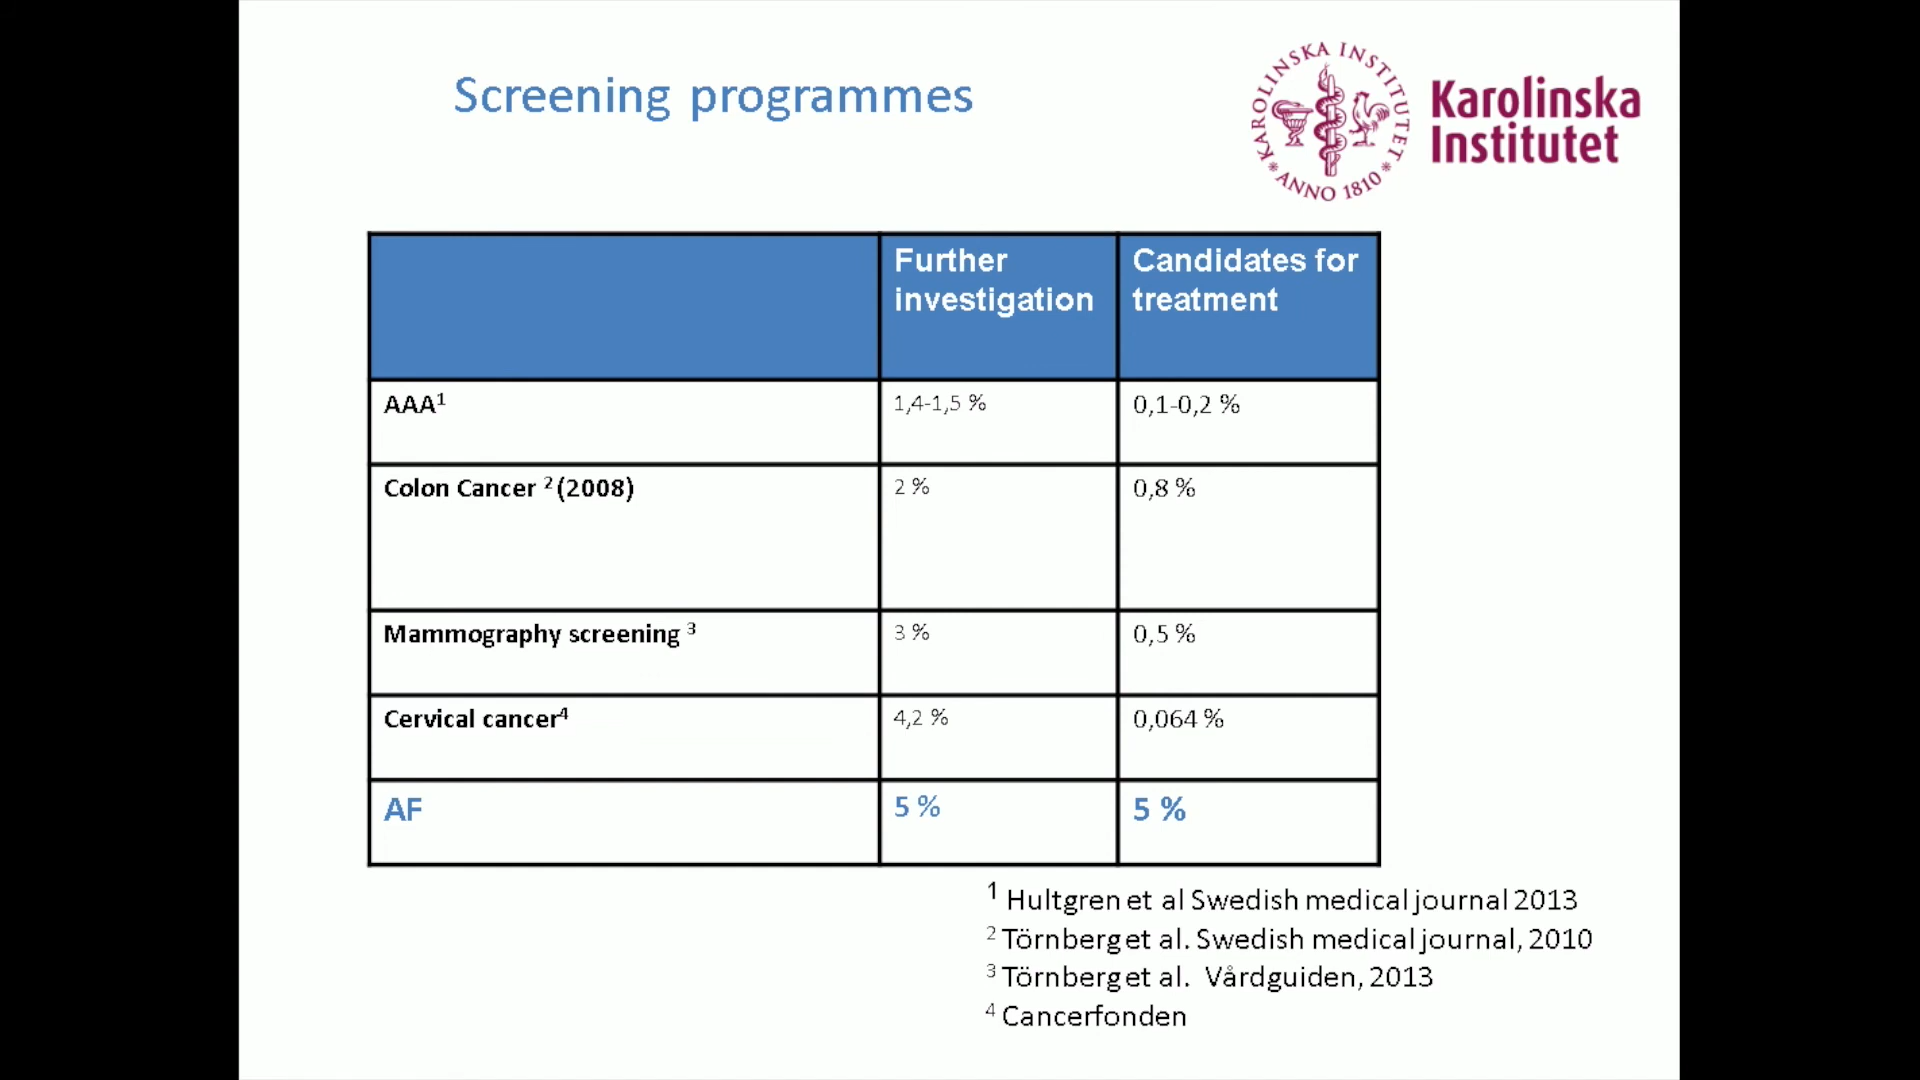 Screening programmes
KAROLINSKA INSTITUTET
* ANNO 1810 *
Karolinska
Institutet
Further
investigation
Candidates for
treatment
AAA¹
1,4-1,5 %
0,1-0,2 %
Colon Cancer ² (2008)
2 %
0,8 %
Mammography screening ³
3 %
0,5 %
Cervical cancer⁴
4,2 %
0,064 %
AF
5 %
5 %
¹ Hultgren et al Swedish medical journal 2013
² Törnberg et al. Swedish medical journal, 2010
³ Törnberg et al. Vårdguiden, 2013
⁴ Cancerfonden